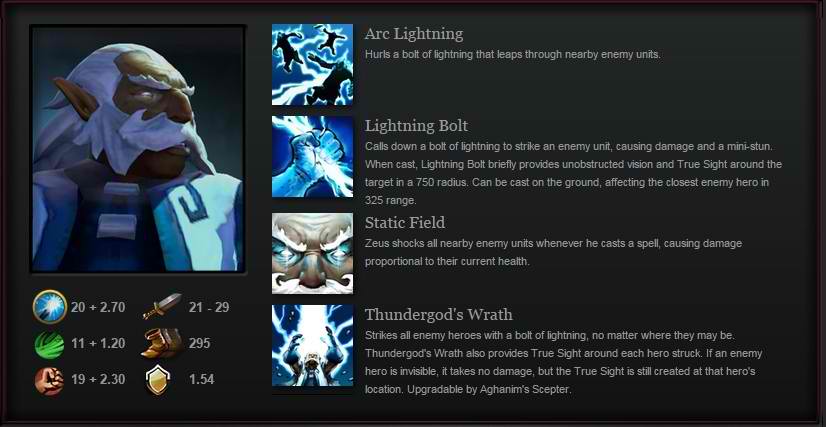 Arc Lightning
Hurls a bolt of lightning that leaps through nearby enemy units.
Lightning Bolt
Calls down a bolt of lightning to strike an enemy unit, causing damage and a mini-stun.
When cast, Lightning Bolt briefly provides unobstructed vision and True Sight around the
target in a 750 radius. Can be cast on the ground, affecting the closest enemy hero in
325 range.
Static Field
Zeus shocks all nearby enemy units whenever he casts a spell, causing damage
proportional to their current health.
Thundergod's Wrath
Strikes all enemy heroes with a bolt of lightning, no matter where they may be.
Thundergod's Wrath also provides True Sight around each hero struck. If an enemy
hero is invisible, it takes no damage, but the True Sight is still created at that hero's
location. Upgradable by Aghanim's Scepter.
20 + 2.70 21 - 29
11 + 1.20 295
19 + 2.30 1.54